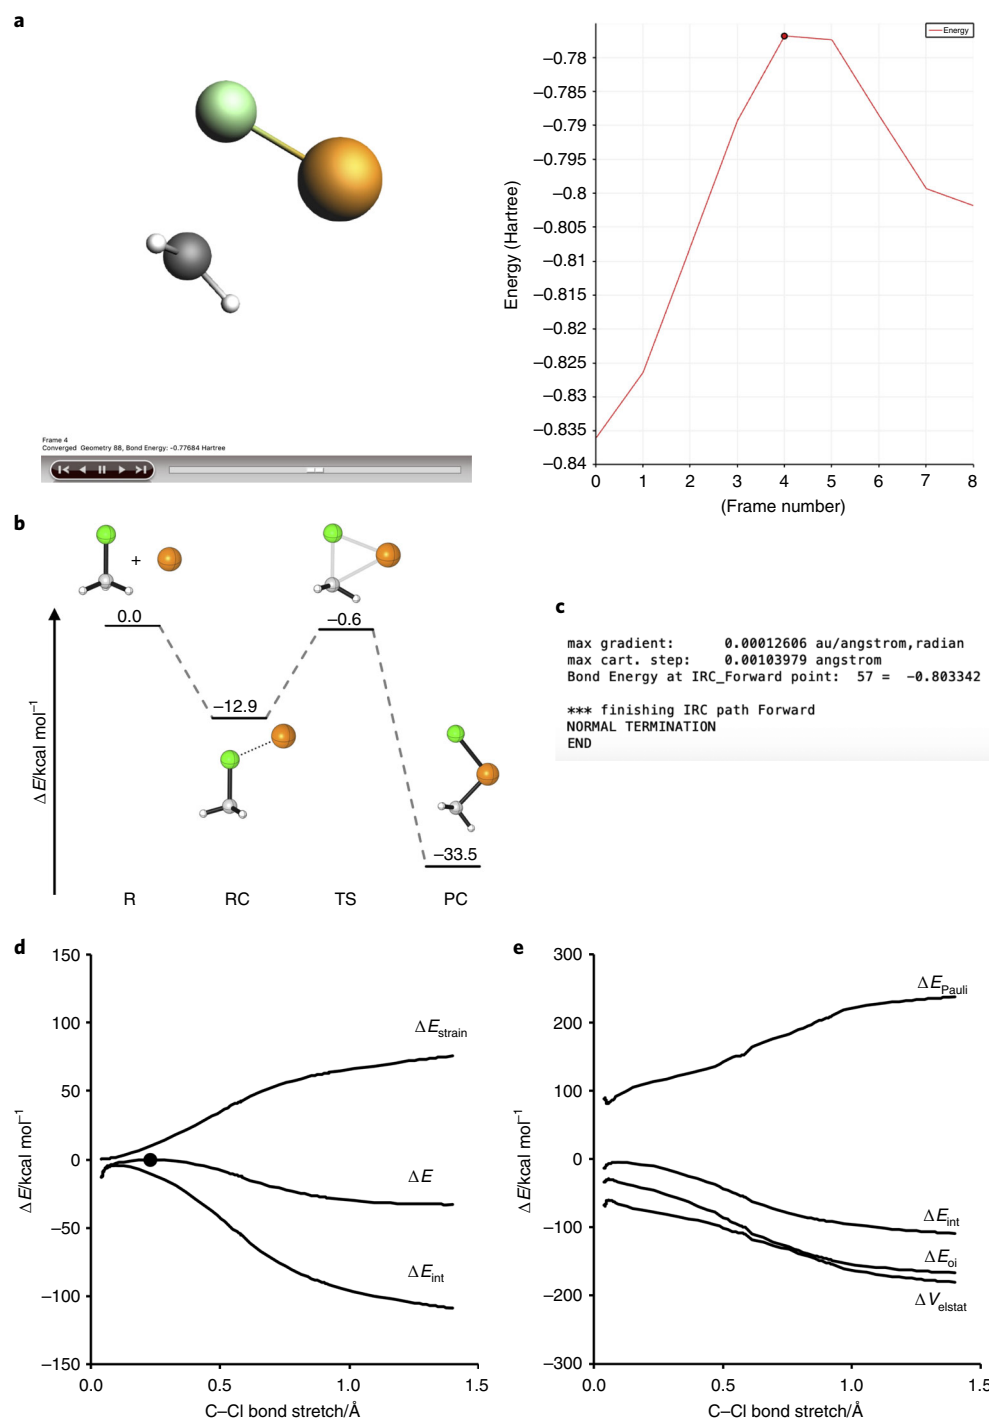 a
Energy
−0.78
−0.785
−0.79
−0.795
−0.8
−0.805
−0.81
−0.815
−0.82
−0.825
−0.83
−0.835
−0.84
Energy (Hartree)
0 1 2 3 4 5 6 7 8
(Frame number)
Frame 4
Converged Geometry 88, Bond Energy: -0.77684 Hartree
b
+
0.0
−0.6
−12.9
−33.5
ΔE/kcal mol⁻¹
R RC TS PC
c
max gradient: 0.00012606 au/angstrom,radian
max cart. step: 0.00103979 angstrom
Bond Energy at IRC_Forward point: 57 = -0.803342
*** finishing IRC path Forward
NORMAL TERMINATION
END
d
150
100
50
0
−50
−100
−150
ΔE/kcal mol⁻¹
ΔE_strain
ΔE
ΔE_int
0.0 0.5 1.0 1.5
C–Cl bond stretch/Å
e
300
200
100
0
−100
−200
−300
ΔE/kcal mol⁻¹
ΔE_Pauli
ΔE_int
ΔE_oi
ΔV_elstat
0.0 0.5 1.0 1.5
C–Cl bond stretch/Å